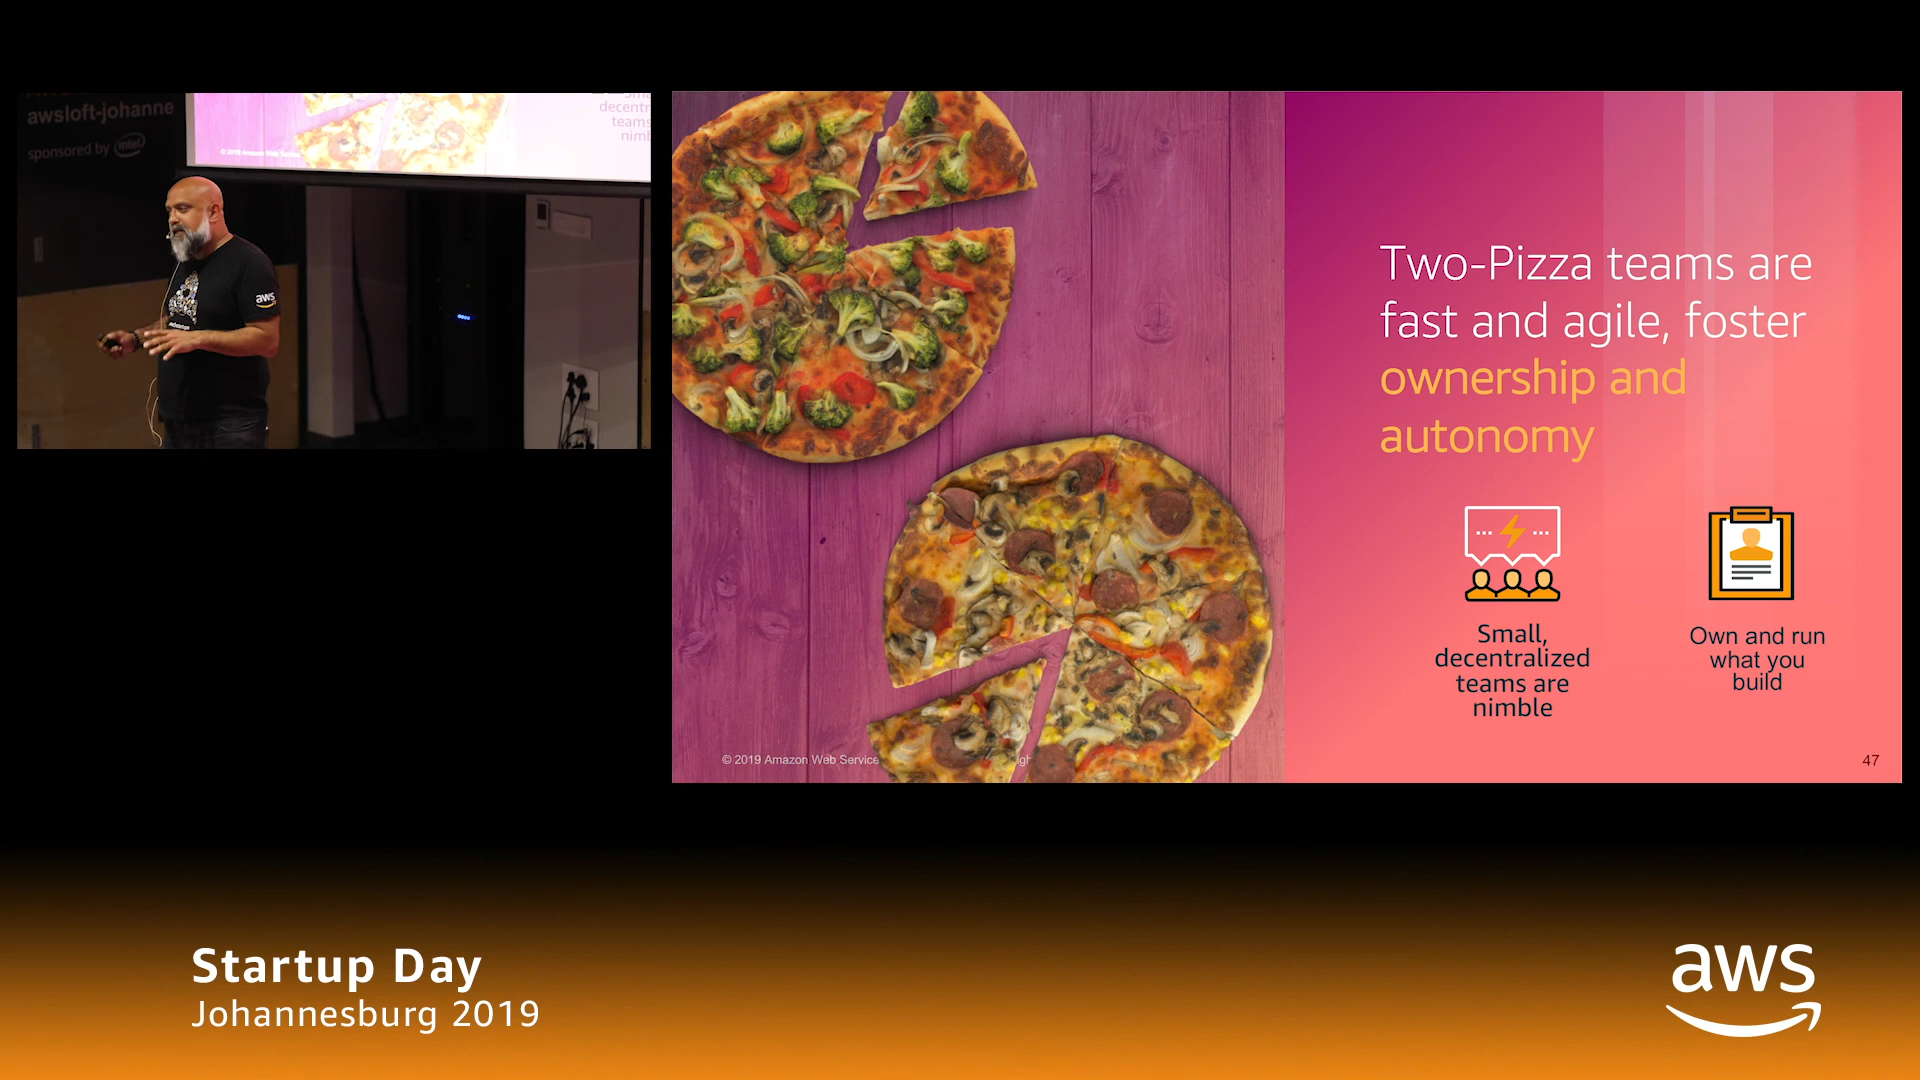 awsloft-johanne
sponsored by intel
decentr
teams
nimb
aws
Two-Pizza teams are
fast and agile, foster
ownership and
autonomy
Small,
decentralized
teams are
nimble
Own and run
what you
build
© 2019 Amazon Web Service
47
Startup Day
Johannesburg 2019
aws